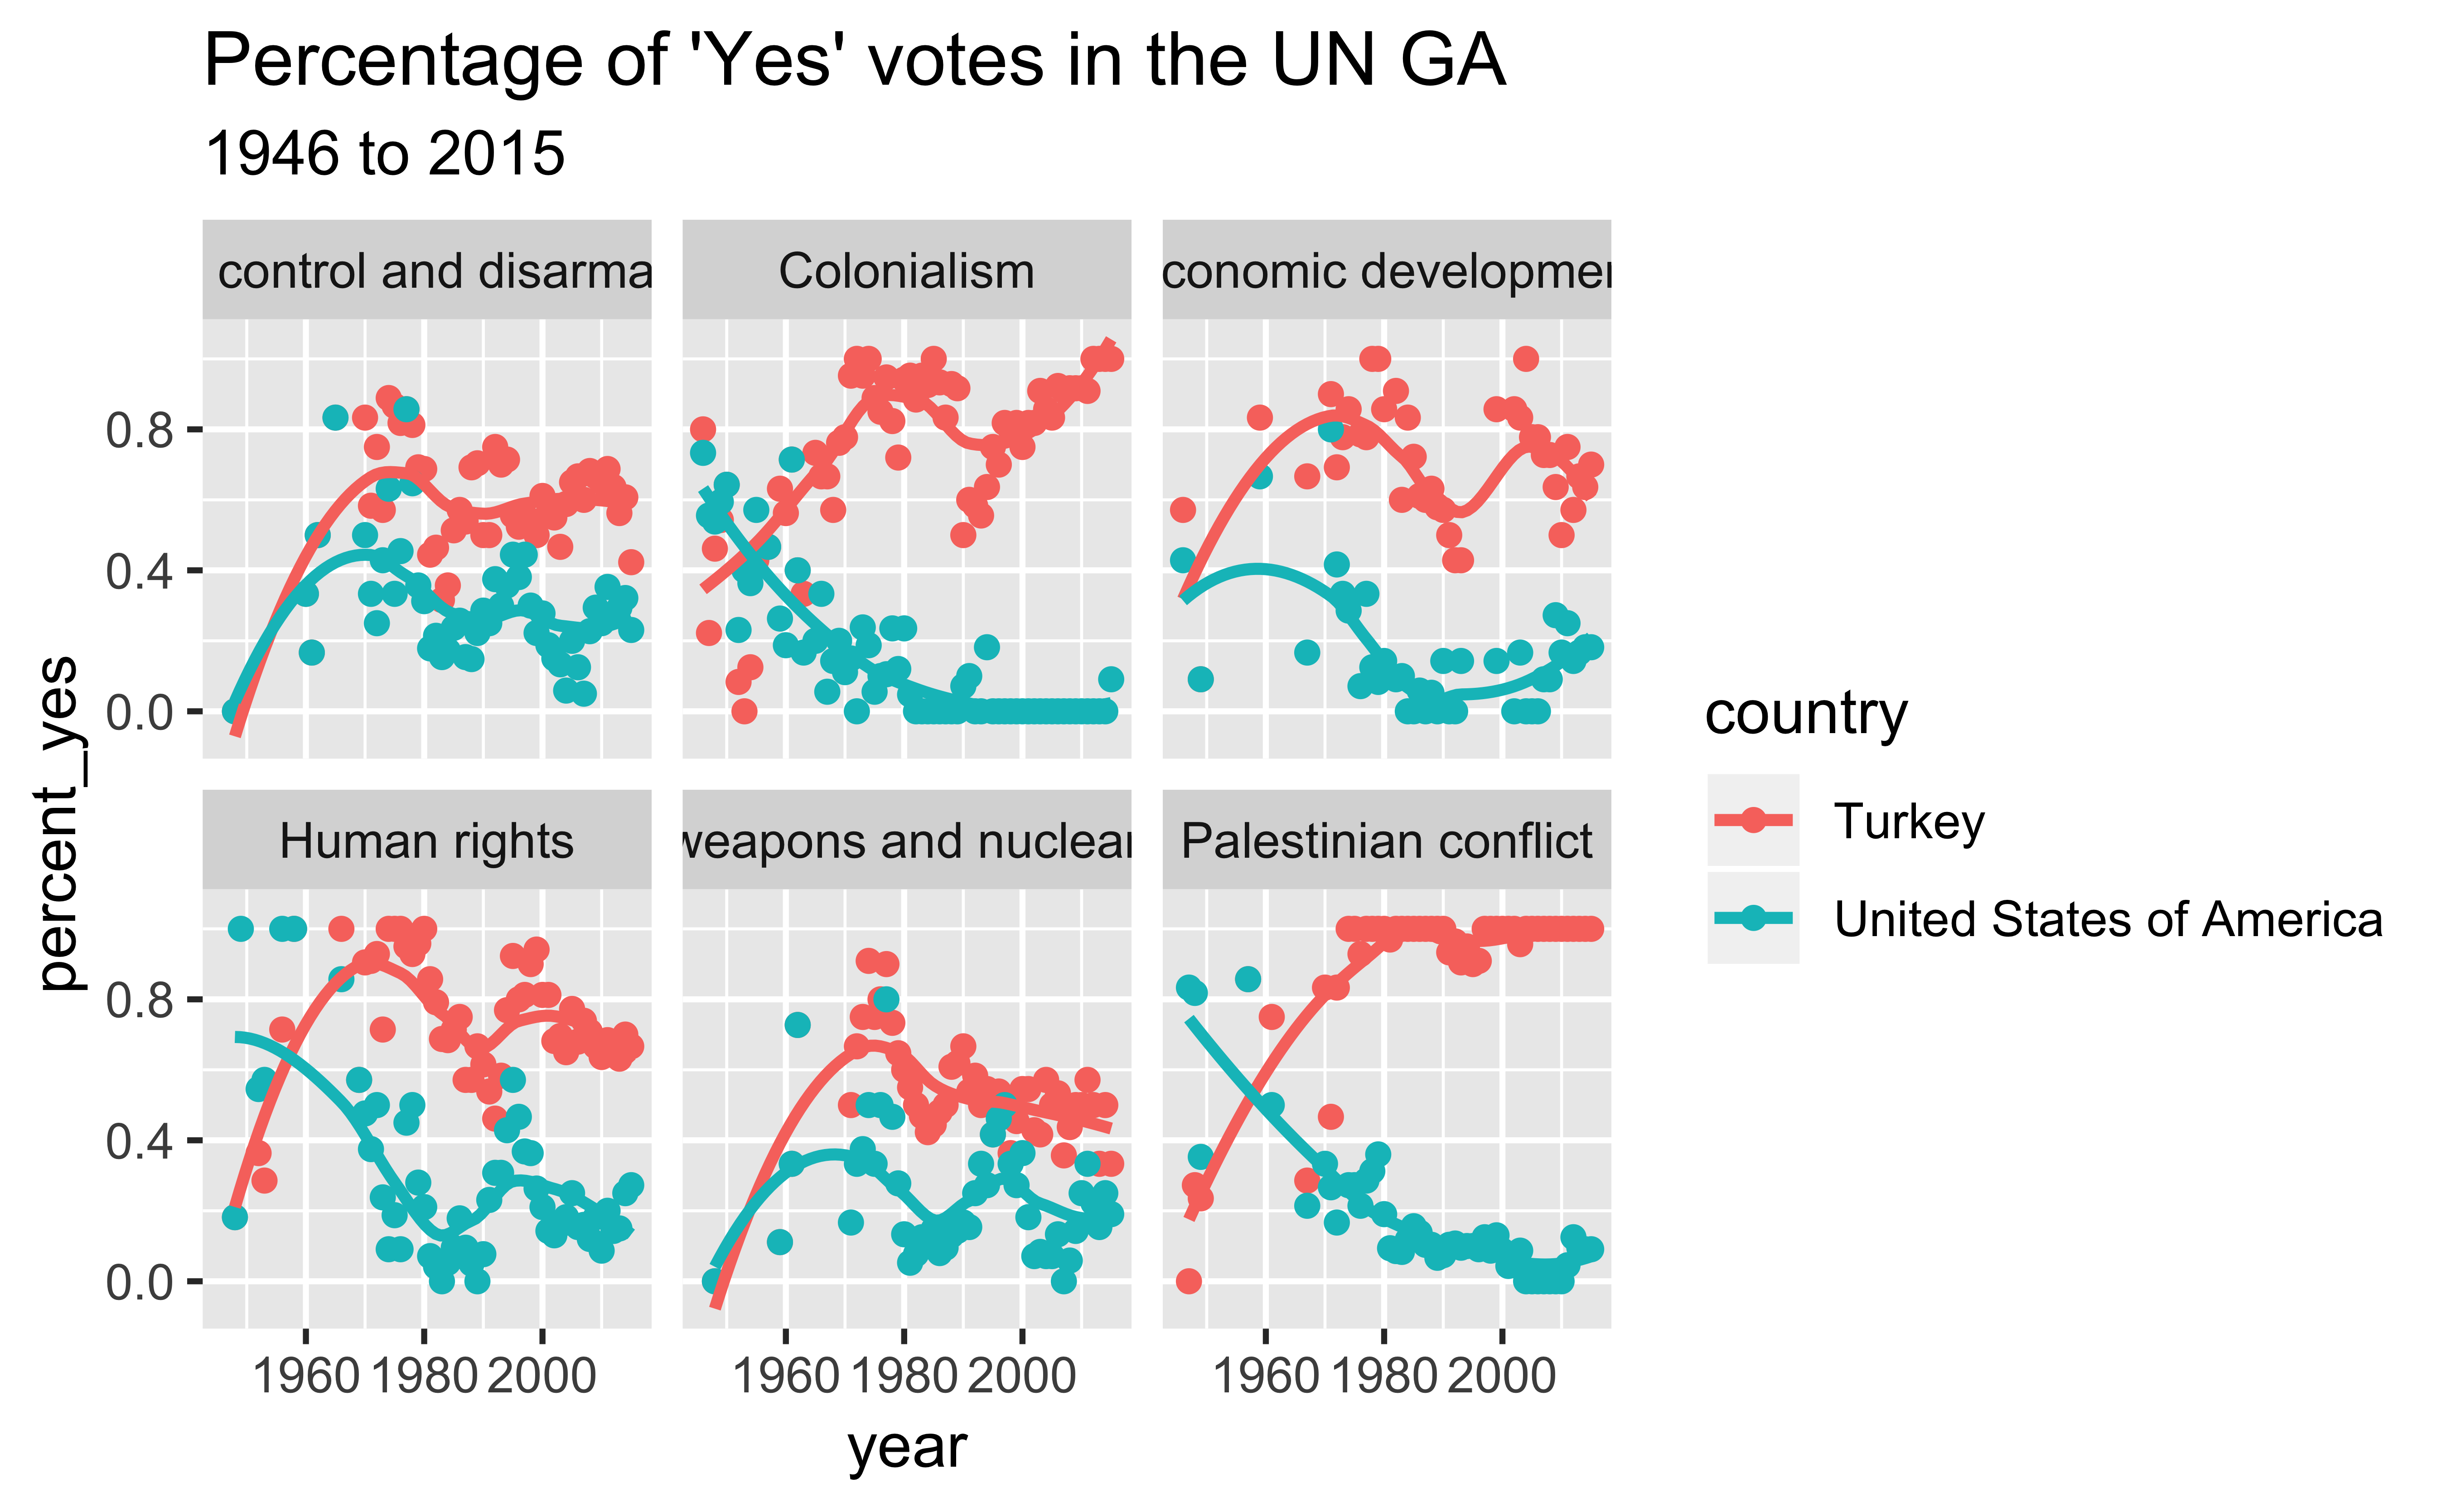 Percentage of 'Yes' votes in the UN GA
1946 to 2015
control and disarma
Colonialism
conomic developmen
0.8
0.4
0.0
Human rights
weapons and nuclear
Palestinian conflict
0.8
0.4
0.0
1960 1980 2000
1960 1980 2000
1960 1980 2000
year
percent_yes
country
Turkey
United States of America